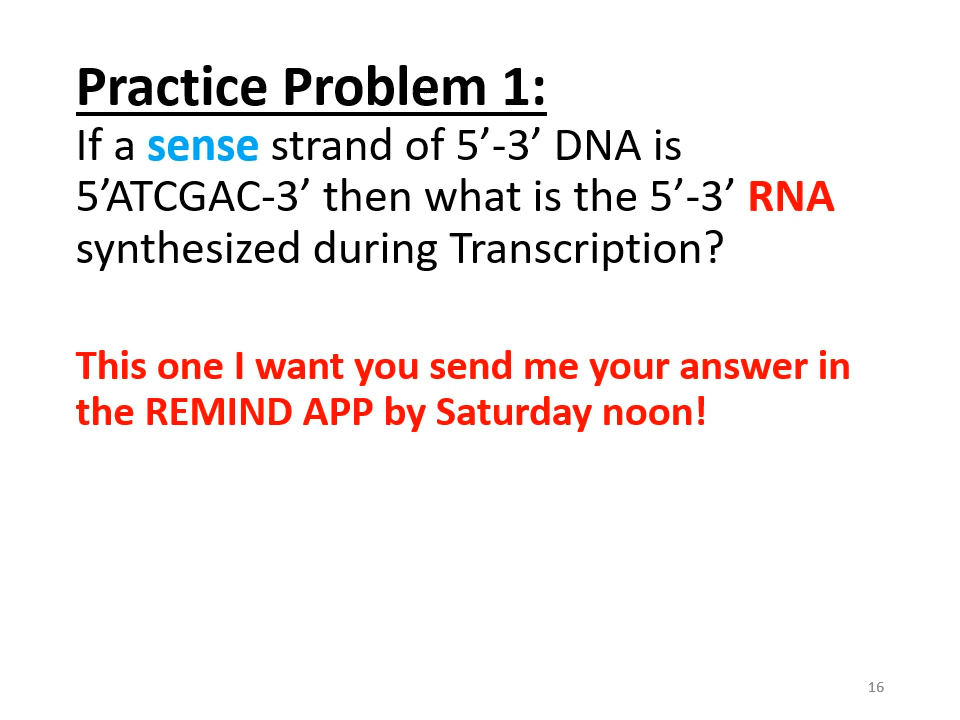 Practice Problem 1:
If a sense strand of 5’-3’ DNA is
5’ATCGAC-3’ then what is the 5’-3’ RNA
synthesized during Transcription?
This one I want you send me your answer in
the REMIND APP by Saturday noon!
16